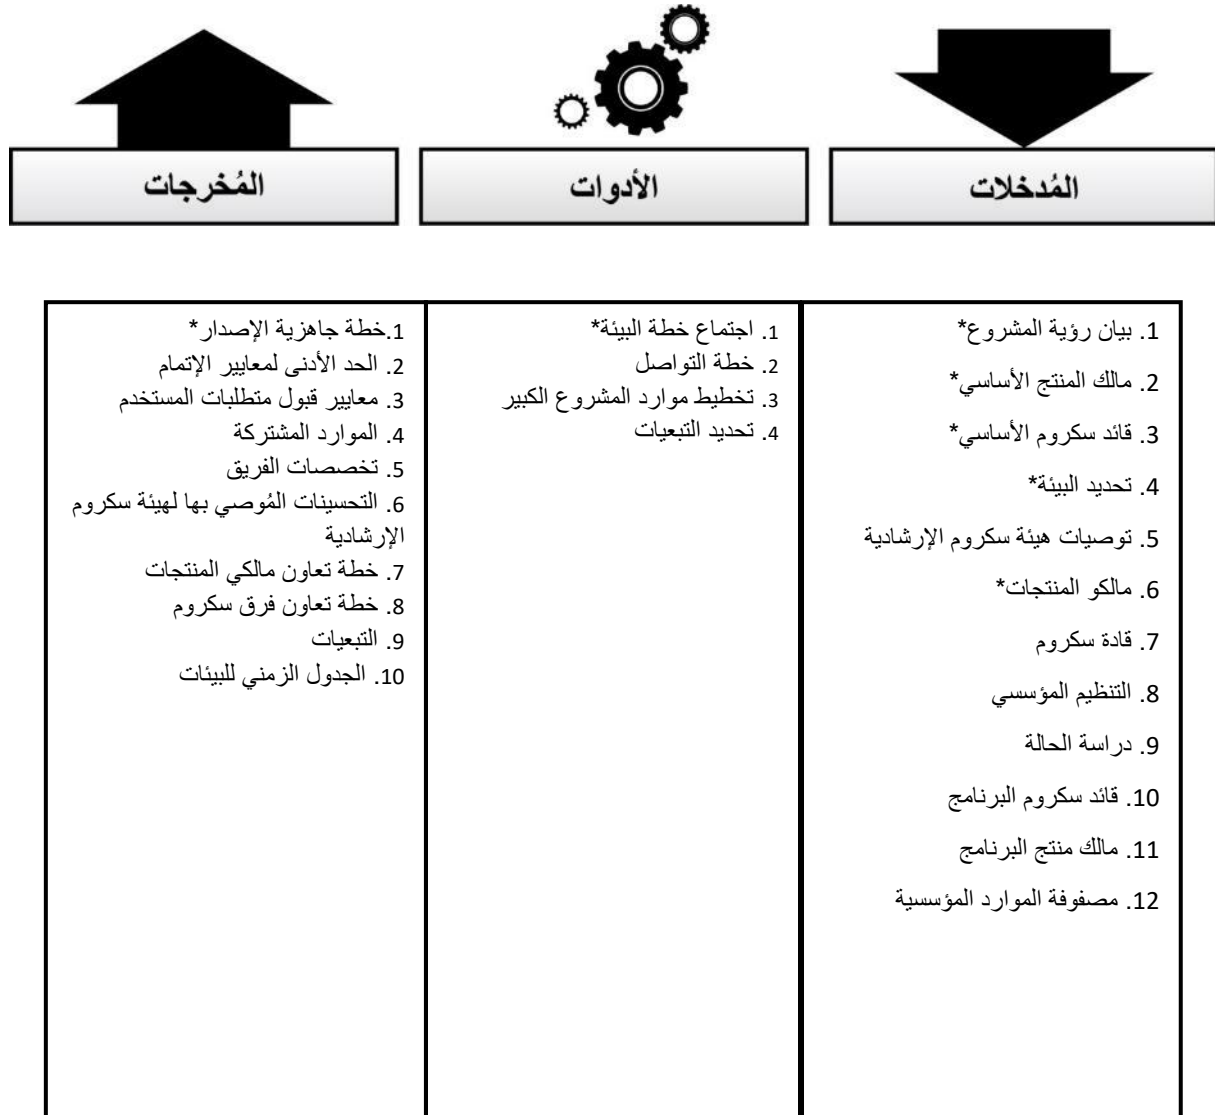 المُدخلات
الأدوات
المُخرجات
1. بيان رؤية المشروع*
2. مالك المنتج الأساسي*
3. قائد سكروم الأساسي*
4. تحديد البيئة*
5. توصيات هيئة سكروم الإرشادية
6. مالكو المنتجات*
7. قادة سكروم
8. التنظيم المؤسسي
9. دراسة الحالة
10. قائد سكروم البرنامج
11. مالك منتج البرنامج
12. مصفوفة الموارد المؤسسية
1. اجتماع خطة البيئة*
2. خطة التواصل
3. تخطيط موارد المشروع الكبير
4. تحديد التبعيات
1.خطة جاهزية الإصدار*
2. الحد الأدنى لمعايير الإتمام
3. معايير قبول متطلبات المستخدم
4. الموارد المشتركة
5. تخصصات الفريق
6. التحسينات المُوصي بها لهيئة سكروم
الإرشادية
7. خطة تعاون مالكي المنتجات
8. خطة تعاون فرق سكروم
9. التبعيات
10. الجدول الزمني للبيئات